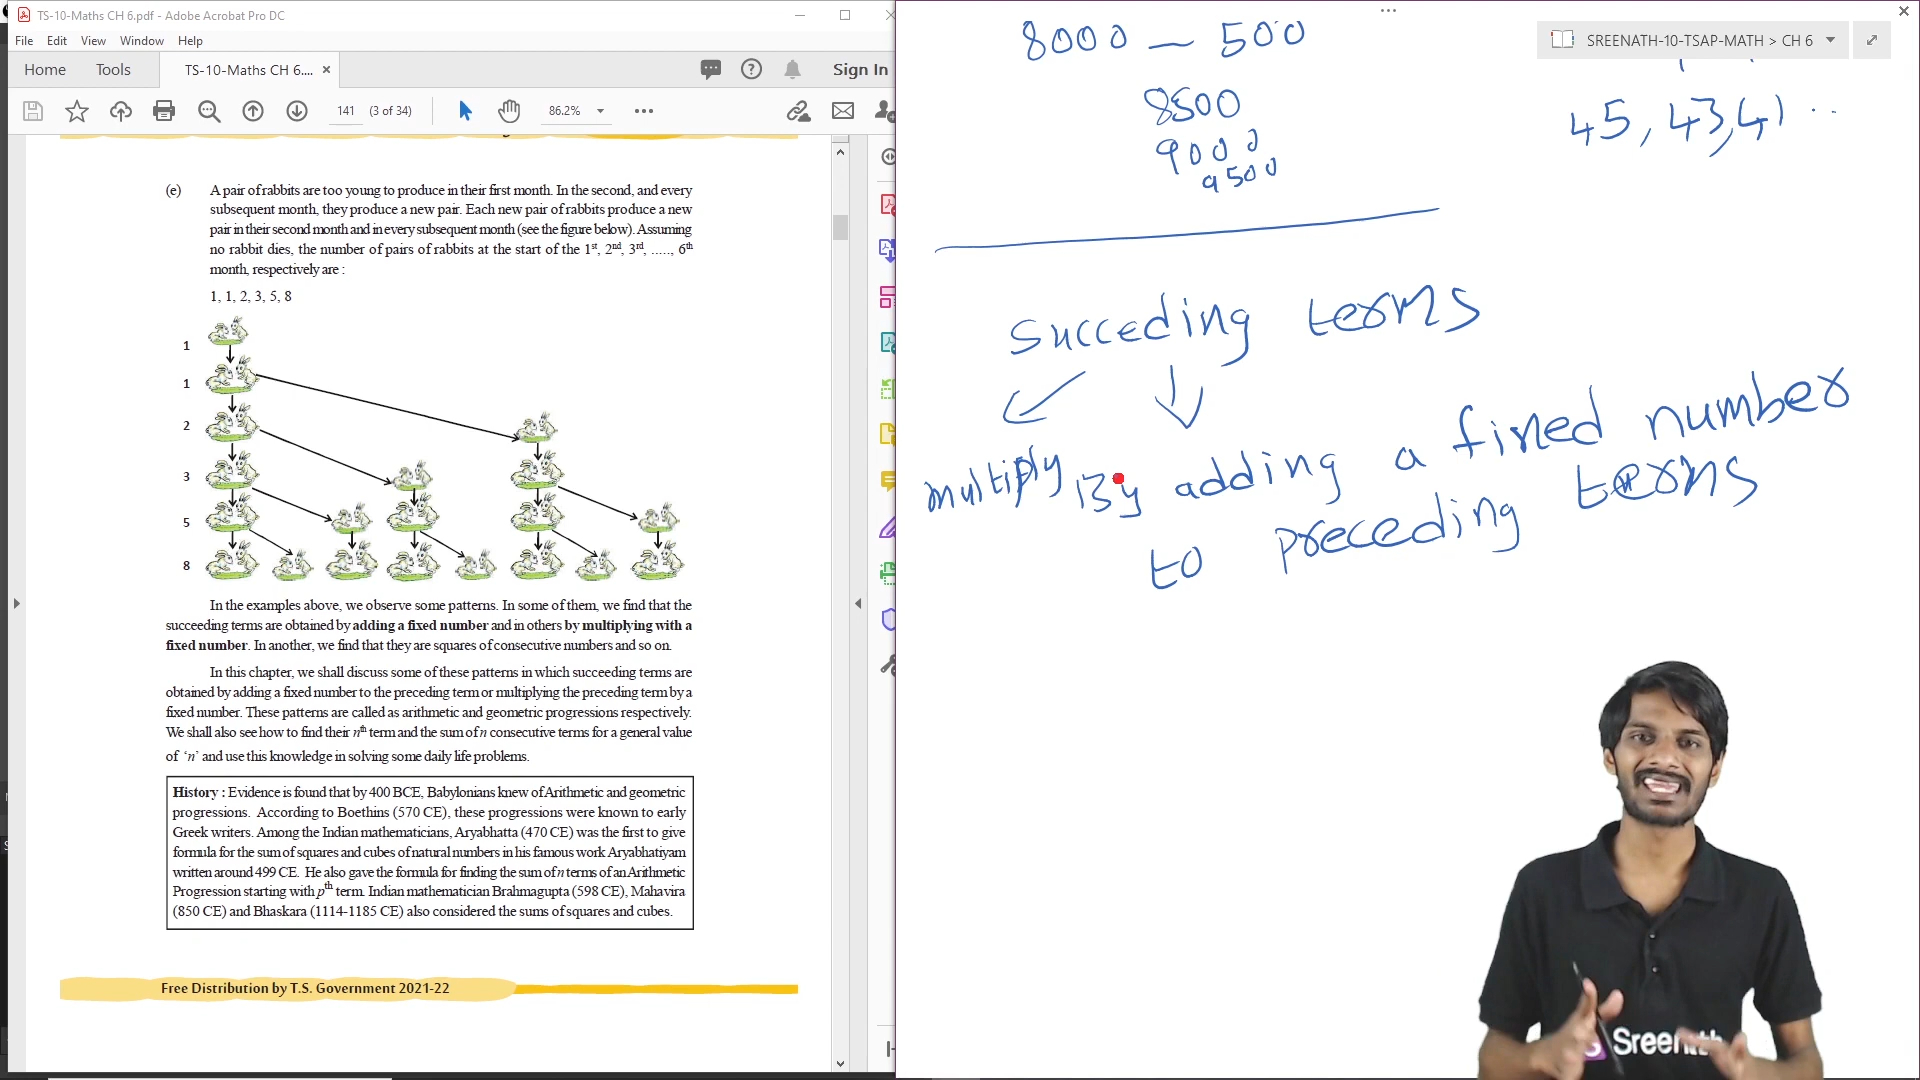 TS-10-Maths CH 6.pdf - Adobe Acrobat Pro DC
File Edit View Window Help
Home Tools TS-10-Maths CH 6.... × Sign In
141 (3 of 34) 86.2%
(e) A pair of rabbits are too young to produce in their first month. In the second, and every
subsequent month, they produce a new pair. Each new pair of rabbits produce a new
pair in their second month and in every subsequent month (see the figure below). Assuming
no rabbit dies, the number of pairs of rabbits at the start of the 1st, 2nd, 3rd, ....., 6th
month, respectively are :
1, 1, 2, 3, 5, 8
1
1
2
3
5
8
In the examples above, we observe some patterns. In some of them, we find that the
succeeding terms are obtained by adding a fixed number and in others by multiplying with a
fixed number. In another, we find that they are squares of consecutive numbers and so on.
In this chapter, we shall discuss some of these patterns in which succeeding terms are
obtained by adding a fixed number to the preceding term or multiplying the preceding term by a
fixed number. These patterns are called as arithmetic and geometric progressions respectively.
We shall also see how to find their nth term and the sum of n consecutive terms for a general value
of ‘n’ and use this knowledge in solving some daily life problems.
History : Evidence is found that by 400 BCE, Babylonians knew of Arithmetic and geometric
progressions. According to Boethins (570 CE), these progressions were known to early
Greek writers. Among the Indian mathematicians, Aryabhatta (470 CE) was the first to give
formula for the sum of squares and cubes of natural numbers in his famous work Aryabhatiyam
written around 499 CE. He also gave the formula for finding the sum of n terms of an Arithmetic
Progression starting with pth term. Indian mathematician Brahmagupta (598 CE), Mahavira
(850 CE) and Bhaskara (1114-1185 CE) also considered the sums of squares and cubes.
Free Distribution by T.S. Government 2021-22
SREENATH-10-TSAP-MATH > CH 6
8000 — 500
8500
9000
9500
45, 43, 41 ..
Succeding terms
multiply By adding a fixed number
to preceding terms